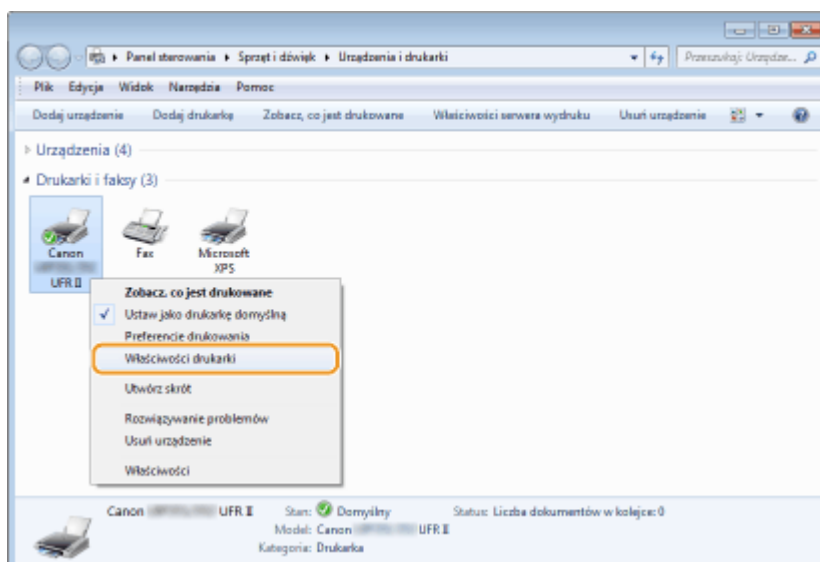 Panel sterowania ▸ Sprzęt i dźwięk ▸ Urządzenia i drukarki
Przeszukaj: Urządze...
Plik Edycja Widok Narzędzia Pomoc
Dodaj urządzenie Dodaj drukarkę Zobacz, co jest drukowane Właściwości serwera wydruku Usuń urządzenie
Urządzenia (4)
Drukarki i faksy (3)
Canon Fax Microsoft
XPS
UFR II
Zobacz, co jest drukowane
Ustaw jako drukarkę domyślną
Preferencje drukowania
Właściwości drukarki
Utwórz skrót
Rozwiązywanie problemów
Usuń urządzenie
Właściwości
Canon UFR II Stan: Domyślny Status: Liczba dokumentów w kolejce: 0
Model: Canon UFR II
Kategoria: Drukarka